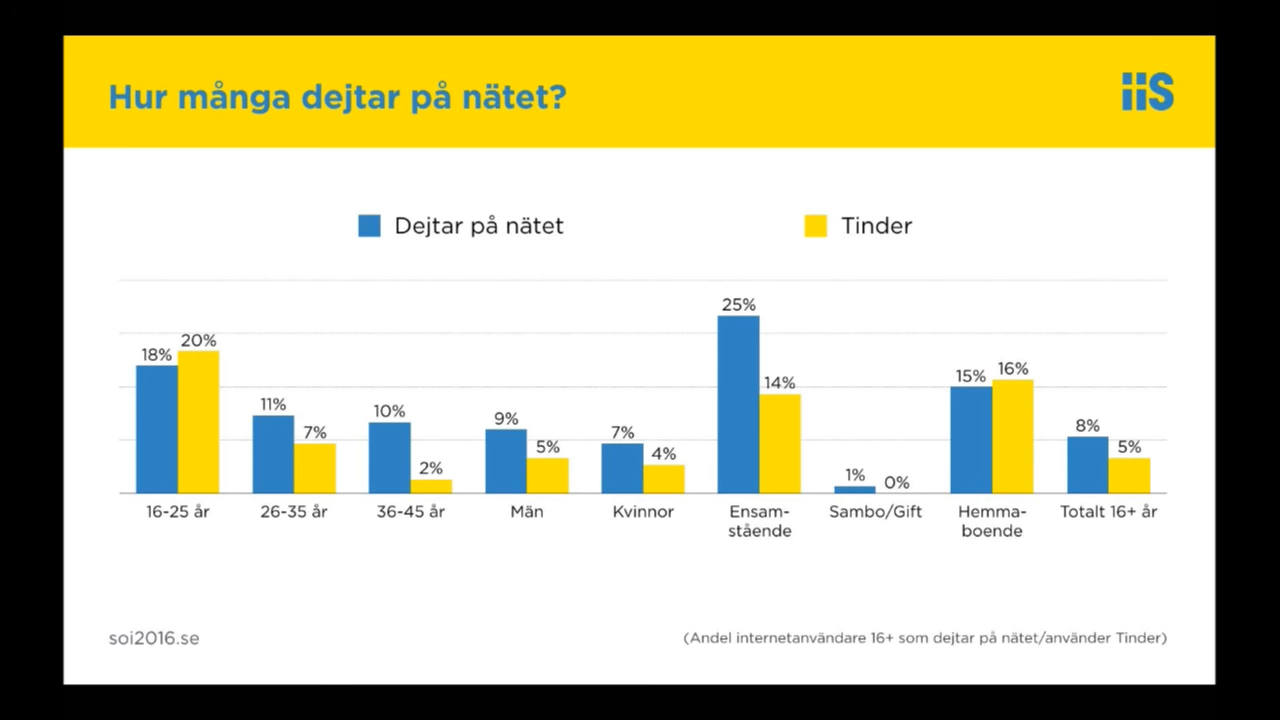 Hur många dejtar på nätet?
iis
Dejtar på nätet
Tinder
18%
20%
11%
7%
10%
2%
9%
5%
7%
4%
25%
14%
1%
0%
15%
16%
8%
5%
16-25 år
26-35 år
36-45 år
Män
Kvinnor
Ensam-
stående
Sambo/Gift
Hemma-
boende
Totalt 16+ år
soi2016.se
(Andel internetanvändare 16+ som dejtar på nätet/använder Tinder)